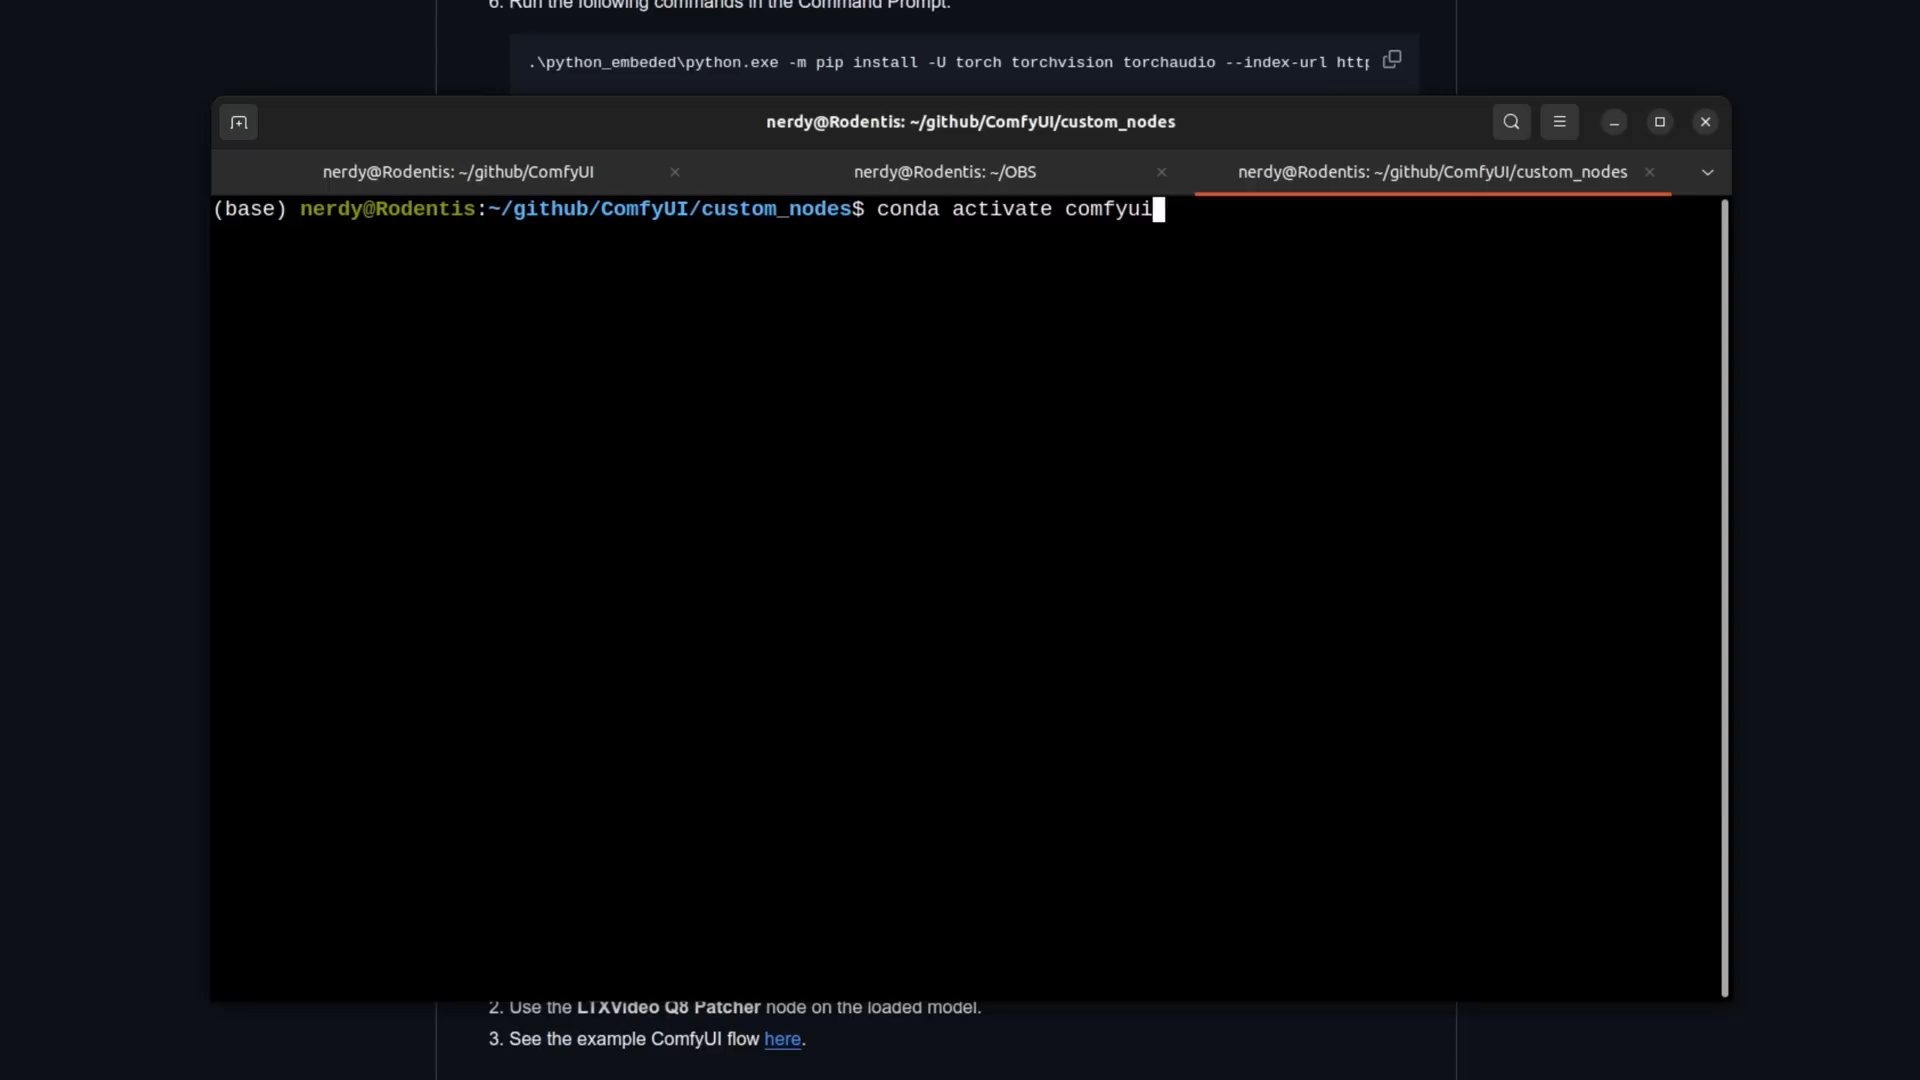 6. Run the following commands in the Command Prompt.
.\python_embeded\python.exe -m pip install -U torch torchvision torchaudio --index-url http
nerdy@Rodentis: ~/github/ComfyUI/custom_nodes
nerdy@Rodentis: ~/github/ComfyUI
nerdy@Rodentis: ~/OBS
nerdy@Rodentis: ~/github/ComfyUI/custom_nodes
(base) nerdy@Rodentis:~/github/ComfyUI/custom_nodes$ conda activate comfyui
2. Use the LTXVideo Q8 Patcher node on the loaded model.
3. See the example ComfyUI flow here.